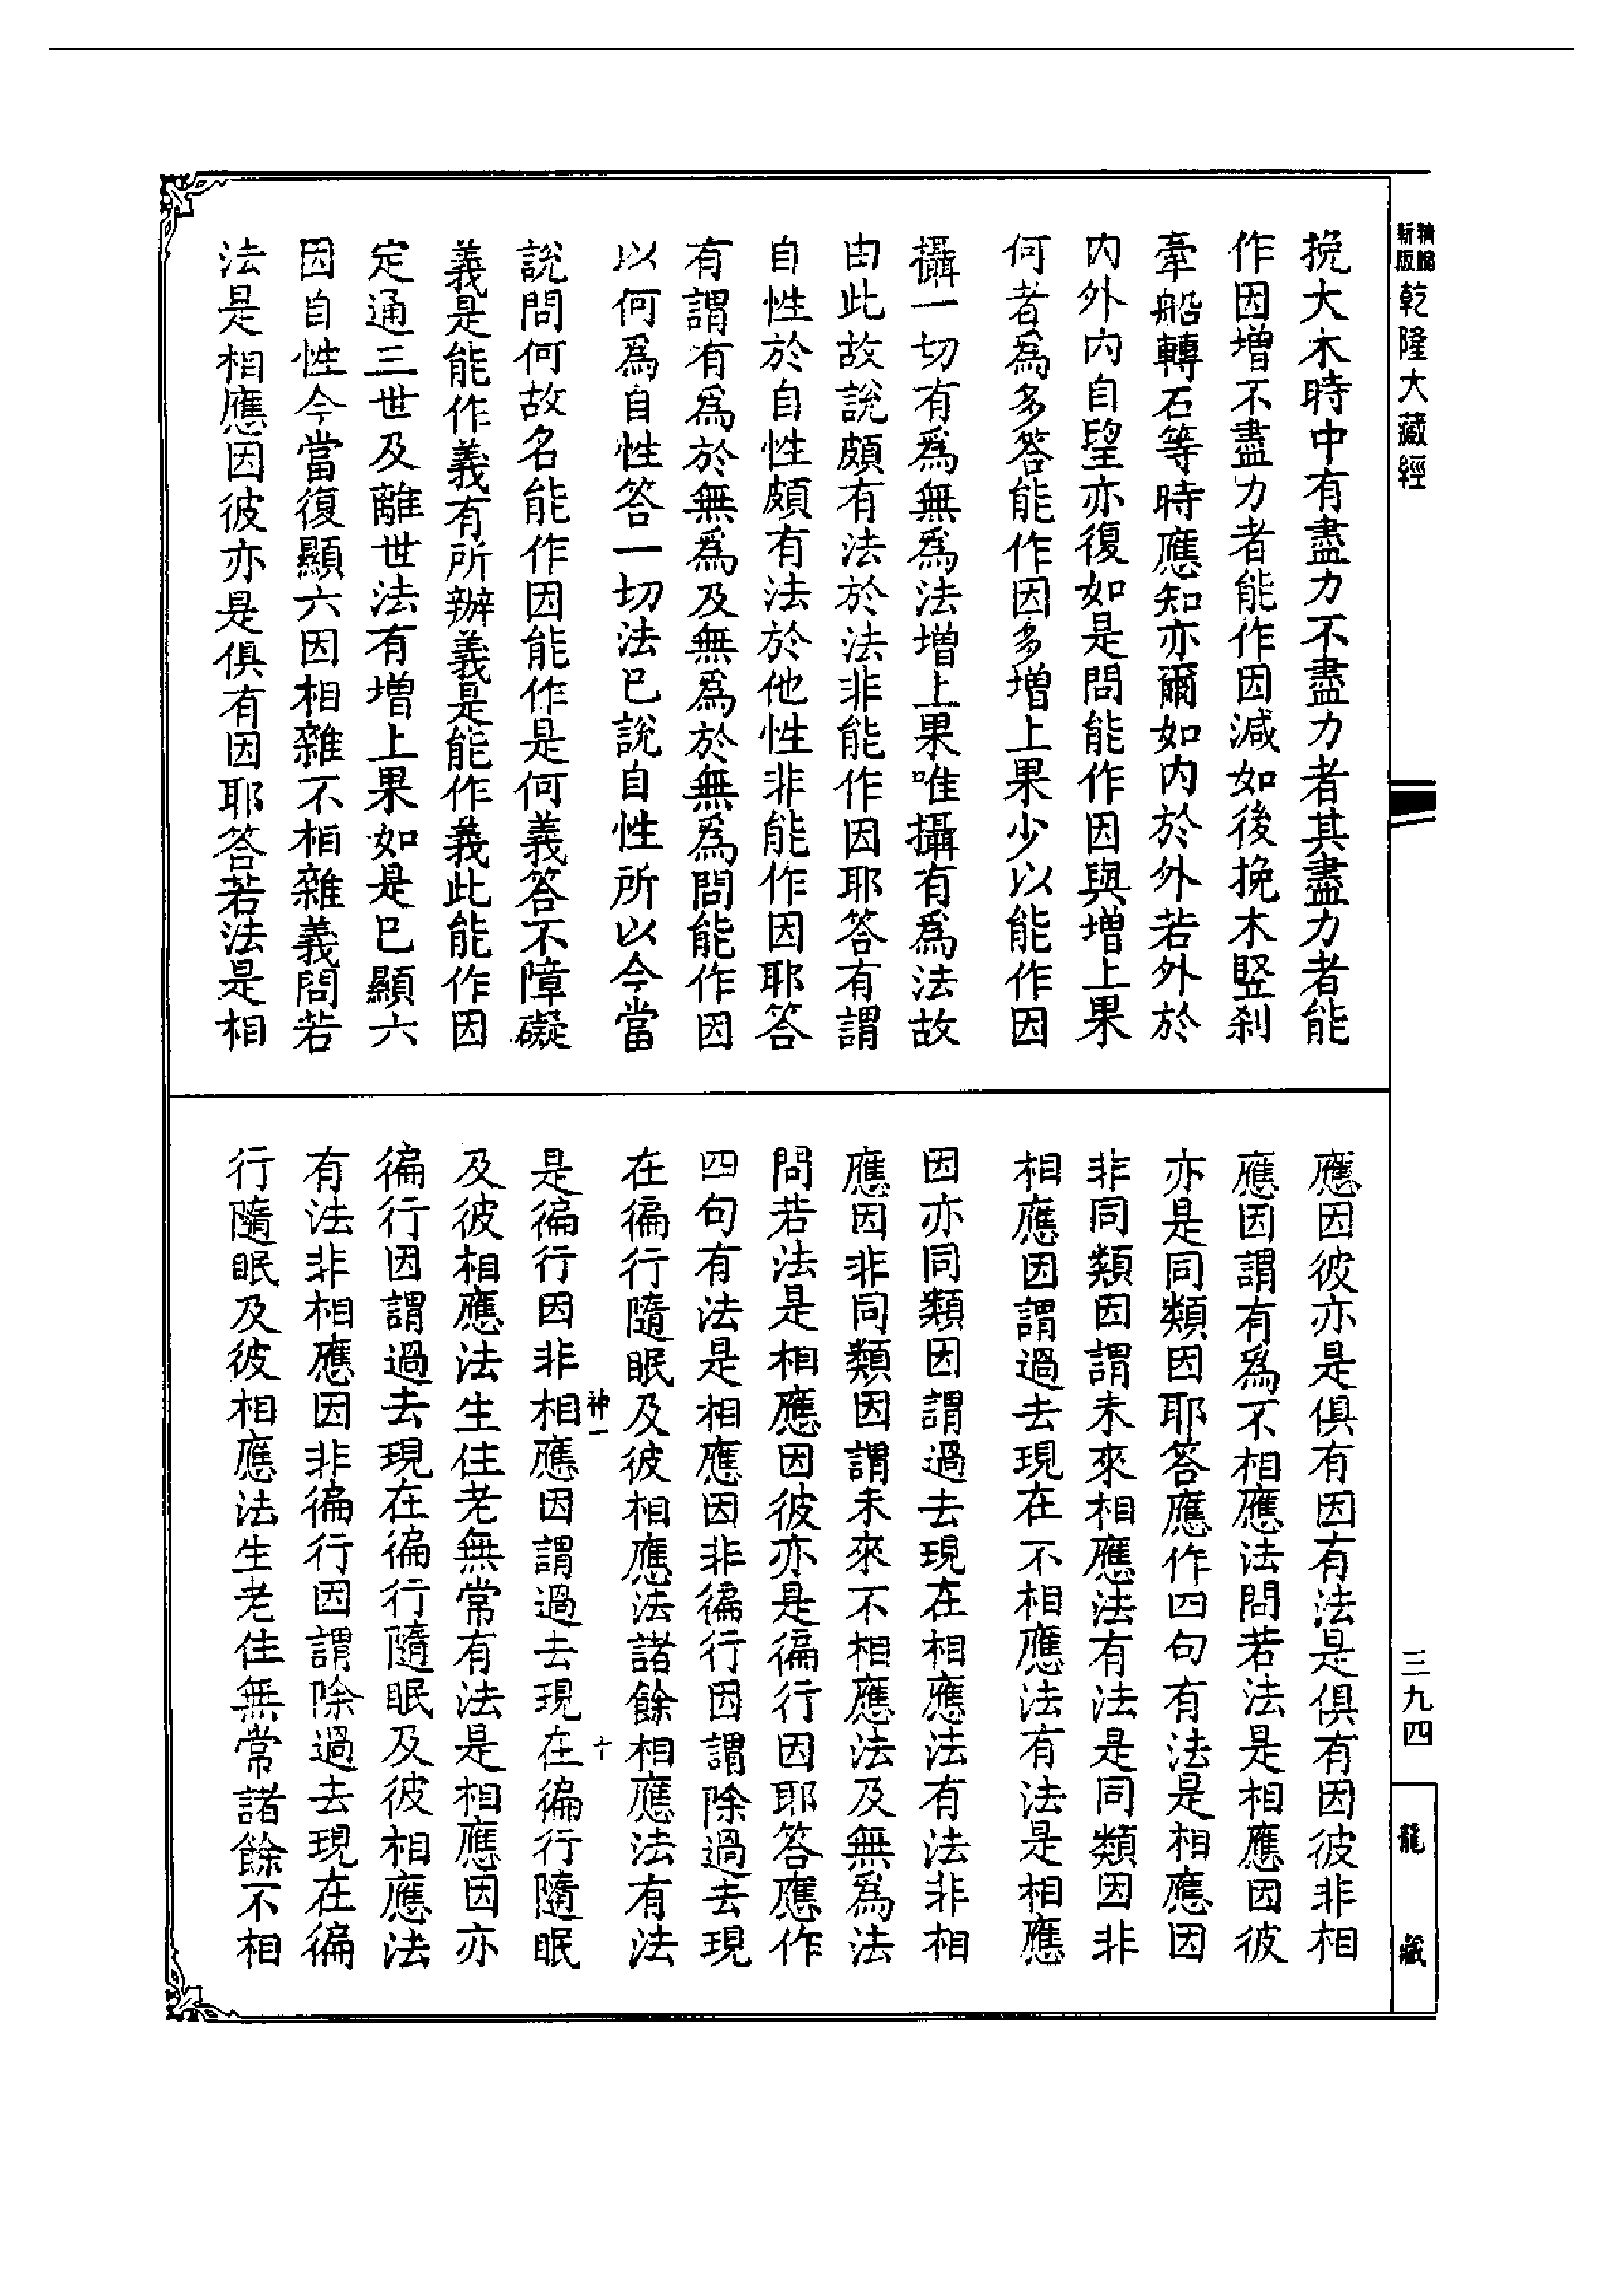 新版
精縮
乾隆大藏經
三九四
龍藏
挽大木時中有盡力不盡力者其盡力者能
作因增不盡力者能作因減如後挽木豎剎
牽船轉石等時應知亦爾如內於外若外於
內外內自望亦復如是問能作因與增上果
何者為多答能作因多增上果少以能作因
攝一切有為無為法增上果唯攝有為法故
由此故說頗有法於法非能作因耶答有謂
自性於自性頗有法於他性非能作因耶答
有謂有為於無為及無為於無為問能作因
以何為自性答一切法已說自性所以今當
說問何故名能作因能作是何義答不障礙
義是能作義有所辦義是能作義此能作因
定通三世及離世法有增上果如是已顯六
因自性今當復顯六因相雜不相雜義問若
法是相應因彼亦是俱有因耶答若法是相
應因彼亦是俱有因有法是俱有因彼非相
應因謂有為不相應法問若法是相應因彼
亦是同類因耶答應作四句有法是相應因
非同類因謂未來相應法有法是同類因非
相應因謂過去現在不相應法有法是相應
因亦同類因謂過去現在相應法有法非相
應因非同類因謂未來不相應法及無為法
問若法是相應因彼亦是徧行因耶答應作
四句有法是相應因非徧行因謂除過去現
在徧行隨眠及彼相應法諸餘相應法有法
神一
十
是徧行因非相應因謂過去現在徧行隨眠
及彼相應法生住老無常有法是相應因亦
徧行因謂過去現在徧行隨眠及彼相應法
有法非相應因非徧行因謂除過去現在徧
行隨眠及彼相應法生老住無常諸餘不相